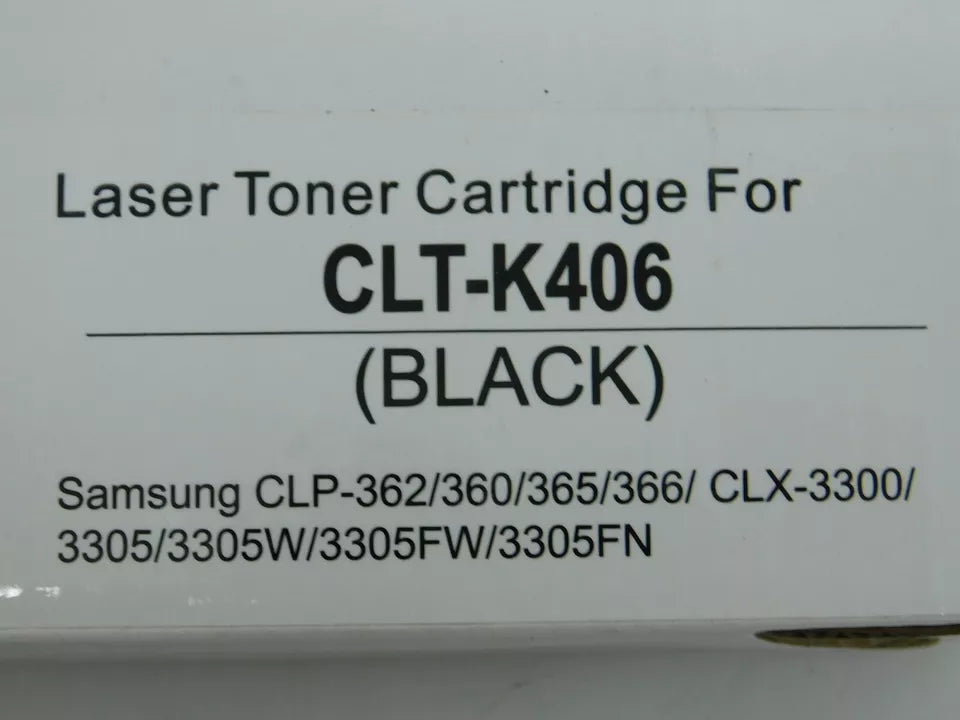 Laser Toner Cartridge For
CLT-K406
(BLACK)
Samsung CLP-362/360/365/366/ CLX-3300/
3305/3305W/3305FW/3305FN